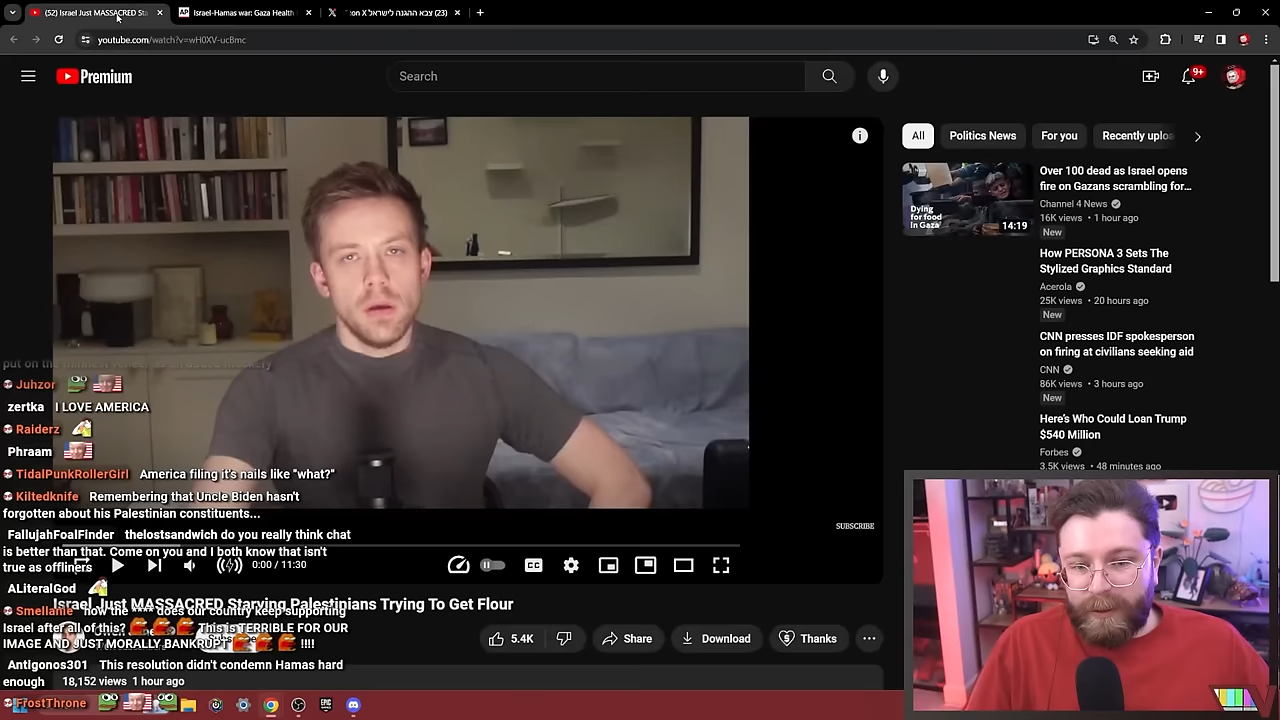 (52) Israel Just MASSACRED St
Israel-Hamas war: Gaza Health
(23) צבא ההגנה לישראל on X
youtube.com/watch?v=wH0XV-ucBmc
Premium
Search
9+
All
Politics News
For you
Recently uploa
Over 100 dead as Israel opens
fire on Gazans scrambling for...
Channel 4 News
16K views • 1 hour ago
New
Dying
for food
in Gaza
14:19
How PERSONA 3 Sets The
Stylized Graphics Standard
Acerola
25K views • 20 hours ago
New
CNN presses IDF spokesperson
on firing at civilians seeking aid
CNN
86K views • 3 hours ago
New
Here's Who Could Loan Trump
$540 Million
Forbes
3.5K views • 48 minutes ago
Juhzor
zertka I LOVE AMERICA
Raiderz
Phraam
TidalPunkRollerGirl America filing it's nails like "what?"
Kiltedknife Remembering that Uncle Biden hasn't
forgotten about his Palestinian constituents...
FallujahFoalFinder thelostsandwich do you really think chat
is better than that. Come on you and I both know that isn't
true as offliners
ALiteralGod
Smellanie how the **** does our country keep supporting
Israel after all of this? This is TERRIBLE FOR OUR
IMAGE AND JUST MORALLY BANKRUPT !!!!
Antigonos301 This resolution didn't condemn Hamas hard
enough
FrostThrone
SUBSCRIBE
0:00 / 11:30
CC
Israel Just MASSACRED Starving Palestinians Trying To Get Flour
5.4K
Share
Download
Thanks
18,152 views 1 hour ago